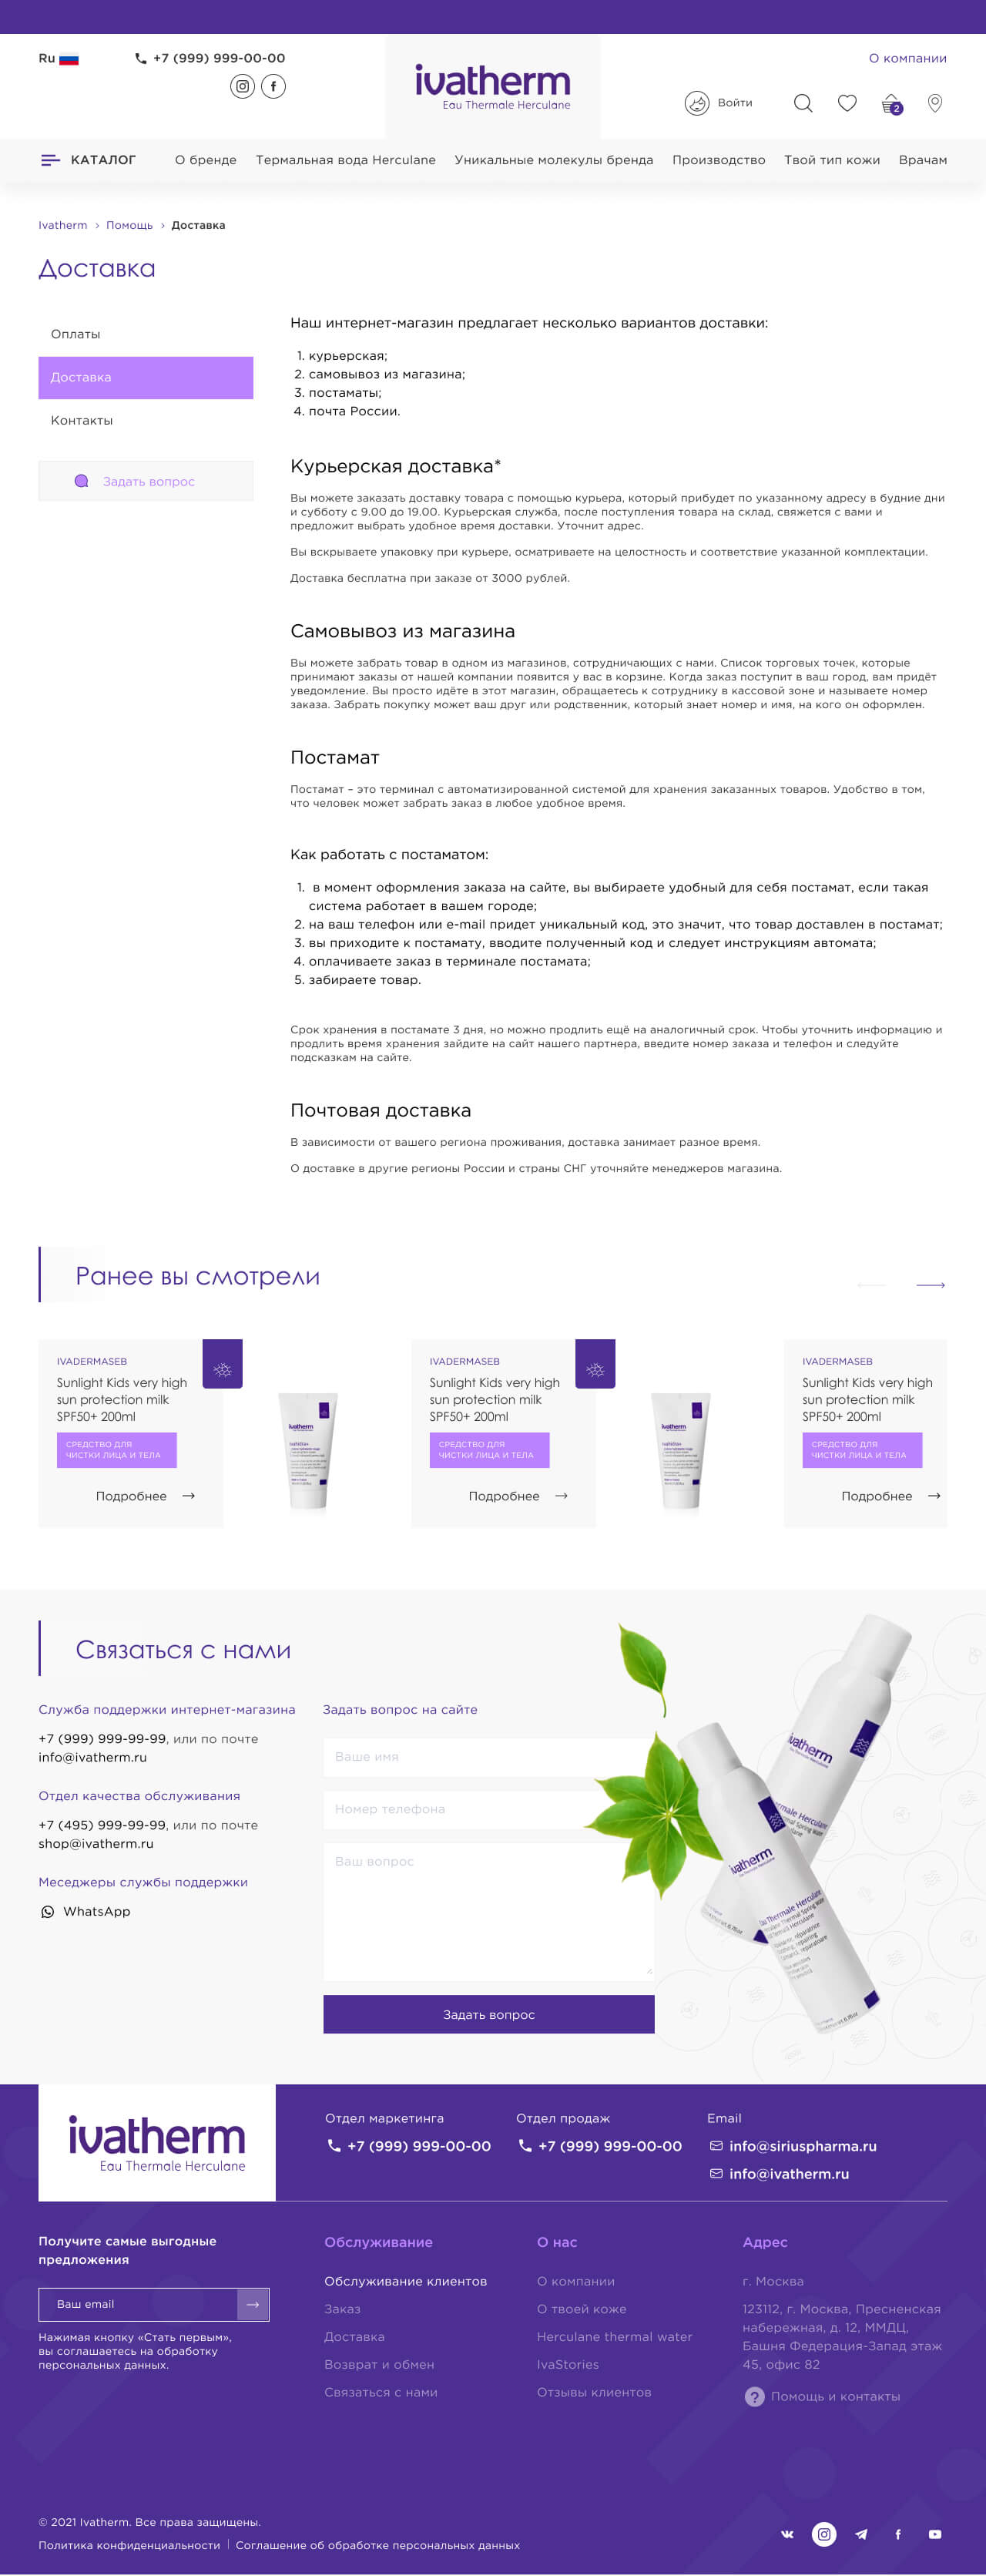 Ru
+7 (999) 999-00-00
ivatherm
Eau Thermale Herculane
О компании
Войти
2
КАТАЛОГ
О бренде
Термальная вода Herculane
Уникальные молекулы бренда
Производство
Твой тип кожи
Врачам
Ivatherm > Помощь > Доставка
Доставка
Оплаты
Доставка
Контакты
Задать вопрос
Наш интернет-магазин предлагает несколько вариантов доставки:
1. курьерская;
2. самовывоз из магазина;
3. постаматы;
4. почта России.
Курьерская доставка*
Вы можете заказать доставку товара с помощью курьера, который прибудет по указанному адресу в будние дни
и субботу с 9.00 до 19.00. Курьерская служба, после поступления товара на склад, свяжется с вами и
предложит выбрать удобное время доставки. Уточнит адрес.
Вы вскрываете упаковку при курьере, осматриваете на целостность и соответствие указанной комплектации.
Доставка бесплатна при заказе от 3000 рублей.
Самовывоз из магазина
Вы можете забрать товар в одном из магазинов, сотрудничающих с нами. Список торговых точек, которые
принимают заказы от нашей компании появится у вас в корзине. Когда заказ поступит в ваш город, вам придёт
уведомление. Вы просто идёте в этот магазин, обращаетесь к сотруднику в кассовой зоне и называете номер
заказа. Забрать покупку может ваш друг или родственник, который знает номер и имя, на кого он оформлен.
Постамат
Постамат – это терминал с автоматизированной системой для хранения заказанных товаров. Удобство в том,
что человек может забрать заказ в любое удобное время.
Как работать с постаматом:
1. в момент оформления заказа на сайте, вы выбираете удобный для себя постамат, если такая
система работает в вашем городе;
2. на ваш телефон или e-mail придет уникальный код, это значит, что товар доставлен в постамат;
3. вы приходите к постамату, вводите полученный код и следует инструкциям автомата;
4. оплачиваете заказ в терминале постамата;
5. забираете товар.
Срок хранения в постамате 3 дня, но можно продлить ещё на аналогичный срок. Чтобы уточнить информацию и
продлить время хранения зайдите на сайт нашего партнера, введите номер заказа и телефон и следуйте
подсказкам на сайте.
Почтовая доставка
В зависимости от вашего региона проживания, доставка занимает разное время.
О доставке в другие регионы России и страны СНГ уточняйте менеджеров магазина.
Ранее вы смотрели
IVADERMASEB
Sunlight Kids very high
sun protection milk
SPF50+ 200ml
СРЕДСТВО ДЛЯ
ЧИСТКИ ЛИЦА И ТЕЛА
Подробнее
ivatherm
IVADERMASEB
Sunlight Kids very high
sun protection milk
SPF50+ 200ml
СРЕДСТВО ДЛЯ
ЧИСТКИ ЛИЦА И ТЕЛА
Подробнее
ivatherm
IVADERMASEB
Sunlight Kids very high
sun protection milk
SPF50+ 200ml
СРЕДСТВО ДЛЯ
ЧИСТКИ ЛИЦА И ТЕЛА
Подробнее
Связаться с нами
Служба поддержки интернет-магазина
+7 (999) 999-99-99, или по почте
info@ivatherm.ru
Отдел качества обслуживания
+7 (495) 999-99-99, или по почте
shop@ivatherm.ru
Меседжеры службы поддержки
WhatsApp
Задать вопрос на сайте
Ваше имя
Номер телефона
Ваш вопрос
Задать вопрос
ivatherm
ivatherm
ivatherm
Eau Thermale Herculane
Отдел маркетинга
+7 (999) 999-00-00
Отдел продаж
+7 (999) 999-00-00
Email
info@siriuspharma.ru
info@ivatherm.ru
Получите самые выгодные
предложения
Ваш email
Нажимая кнопку «Стать первым»,
вы соглашаетесь на обработку
персональных данных.
Обслуживание
Обслуживание клиентов
Заказ
Доставка
Возврат и обмен
Связаться с нами
О нас
О компании
О твоей коже
Herculane thermal water
IvaStories
Отзывы клиентов
Адрес
г. Москва
123112, г. Москва, Пресненская
набережная, д. 12, ММДЦ,
Башня Федерация-Запад этаж
45, офис 82
Помощь и контакты
© 2021 Ivatherm. Все права защищены.
Политика конфиденциальности | Соглашение об обработке персональных данных